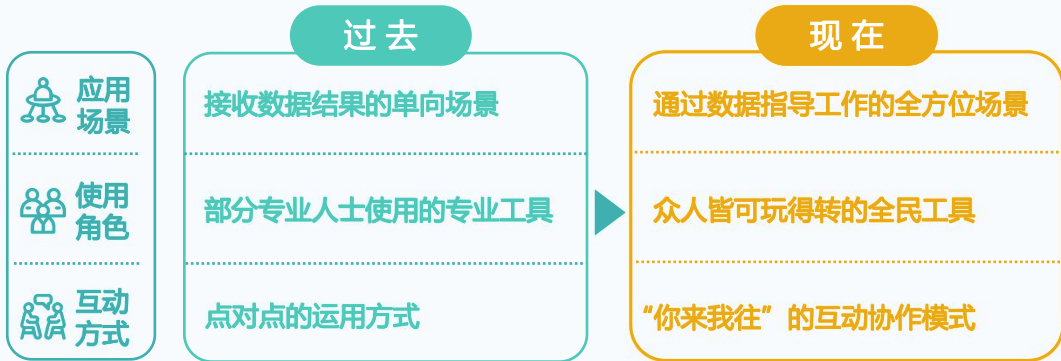 过去
现在
应用
场景
接收数据结果的单向场景
通过数据指导工作的全方位场景
使用
角色
部分专业人士使用的专业工具
众人皆可玩得转的全民工具
互动
方式
点对点的运用方式
“你来我往”的互动协作模式